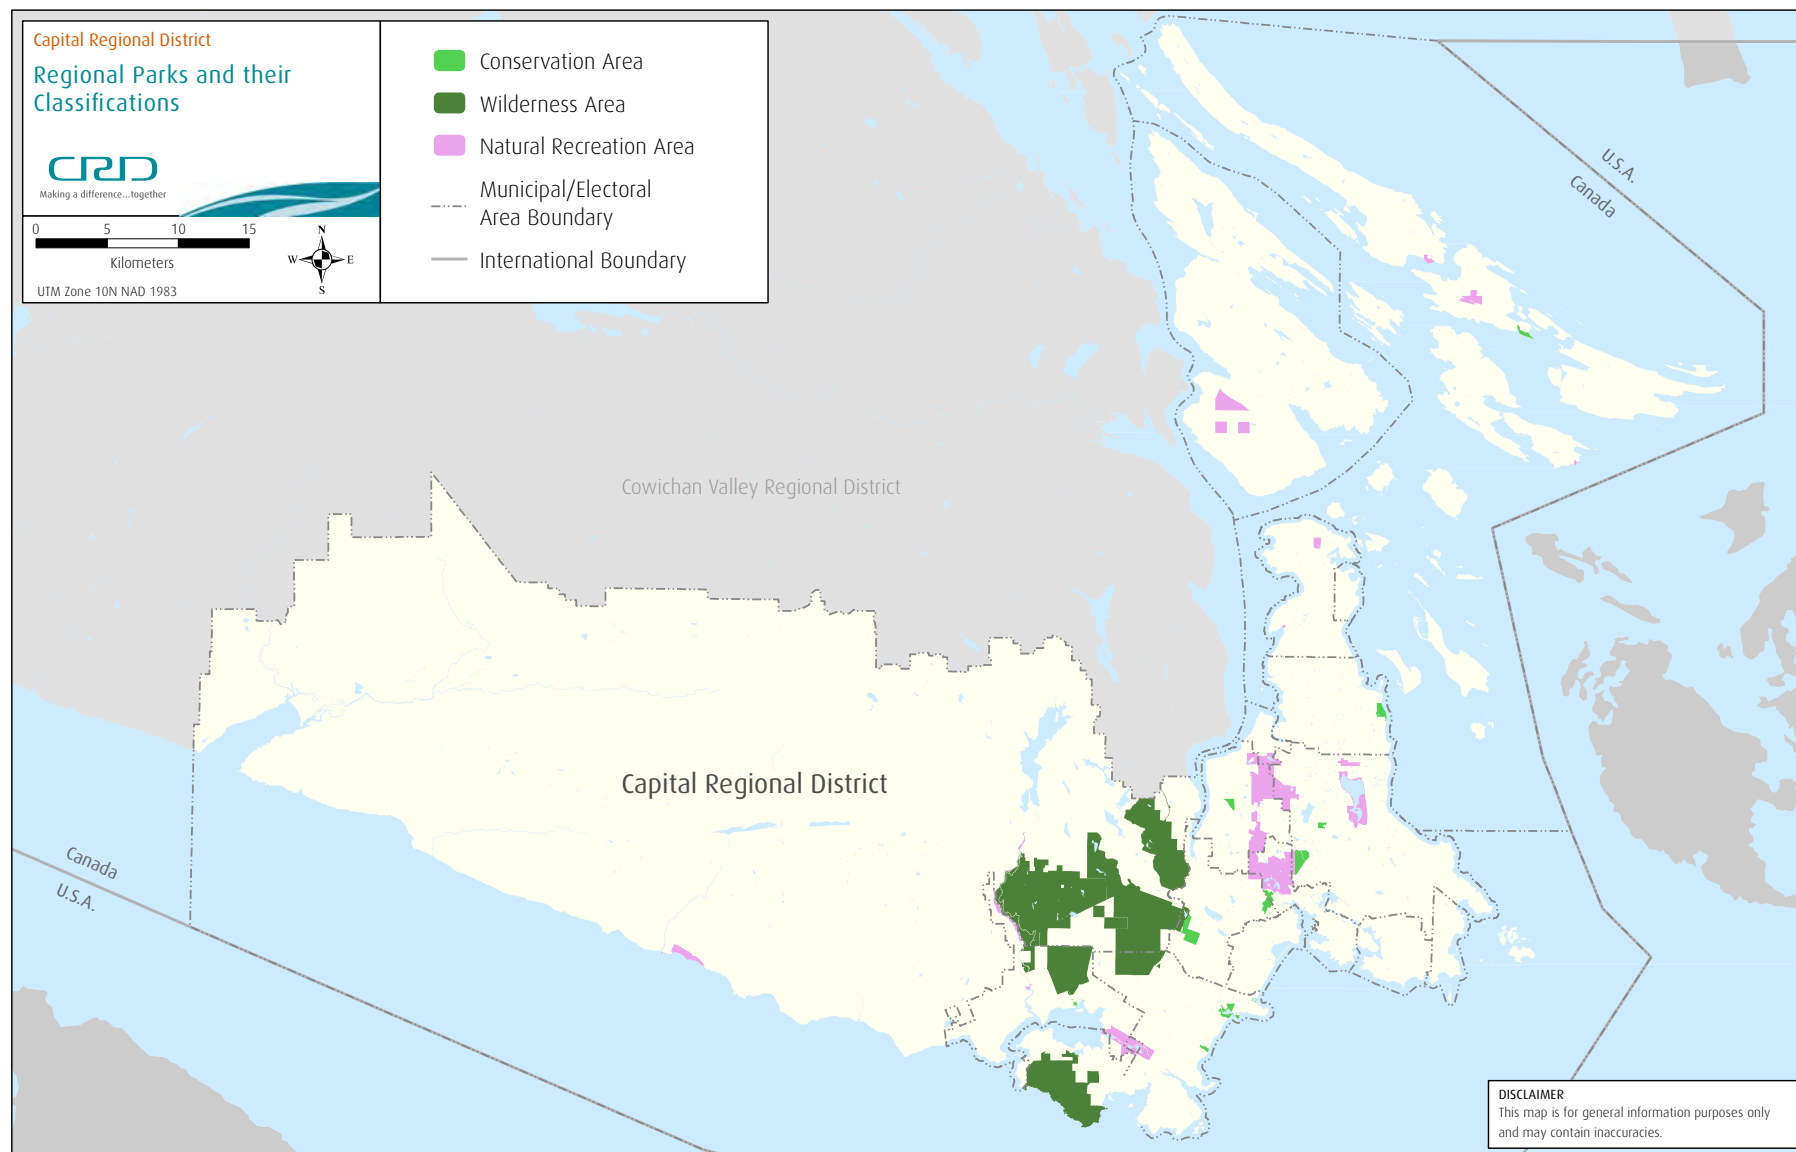 Capital Regional District
Regional Parks and their
Classifications
CRD
Making a difference...together
0 5 10 15
Kilometers
UTM Zone 10N NAD 1983
N
W E
S
Conservation Area
Wilderness Area
Natural Recreation Area
Municipal/Electoral
Area Boundary
International Boundary
U.S.A.
Canada
Cowichan Valley Regional District
Capital Regional District
Canada
U.S.A.
DISCLAIMER
This map is for general information purposes only
and may contain inaccuracies.